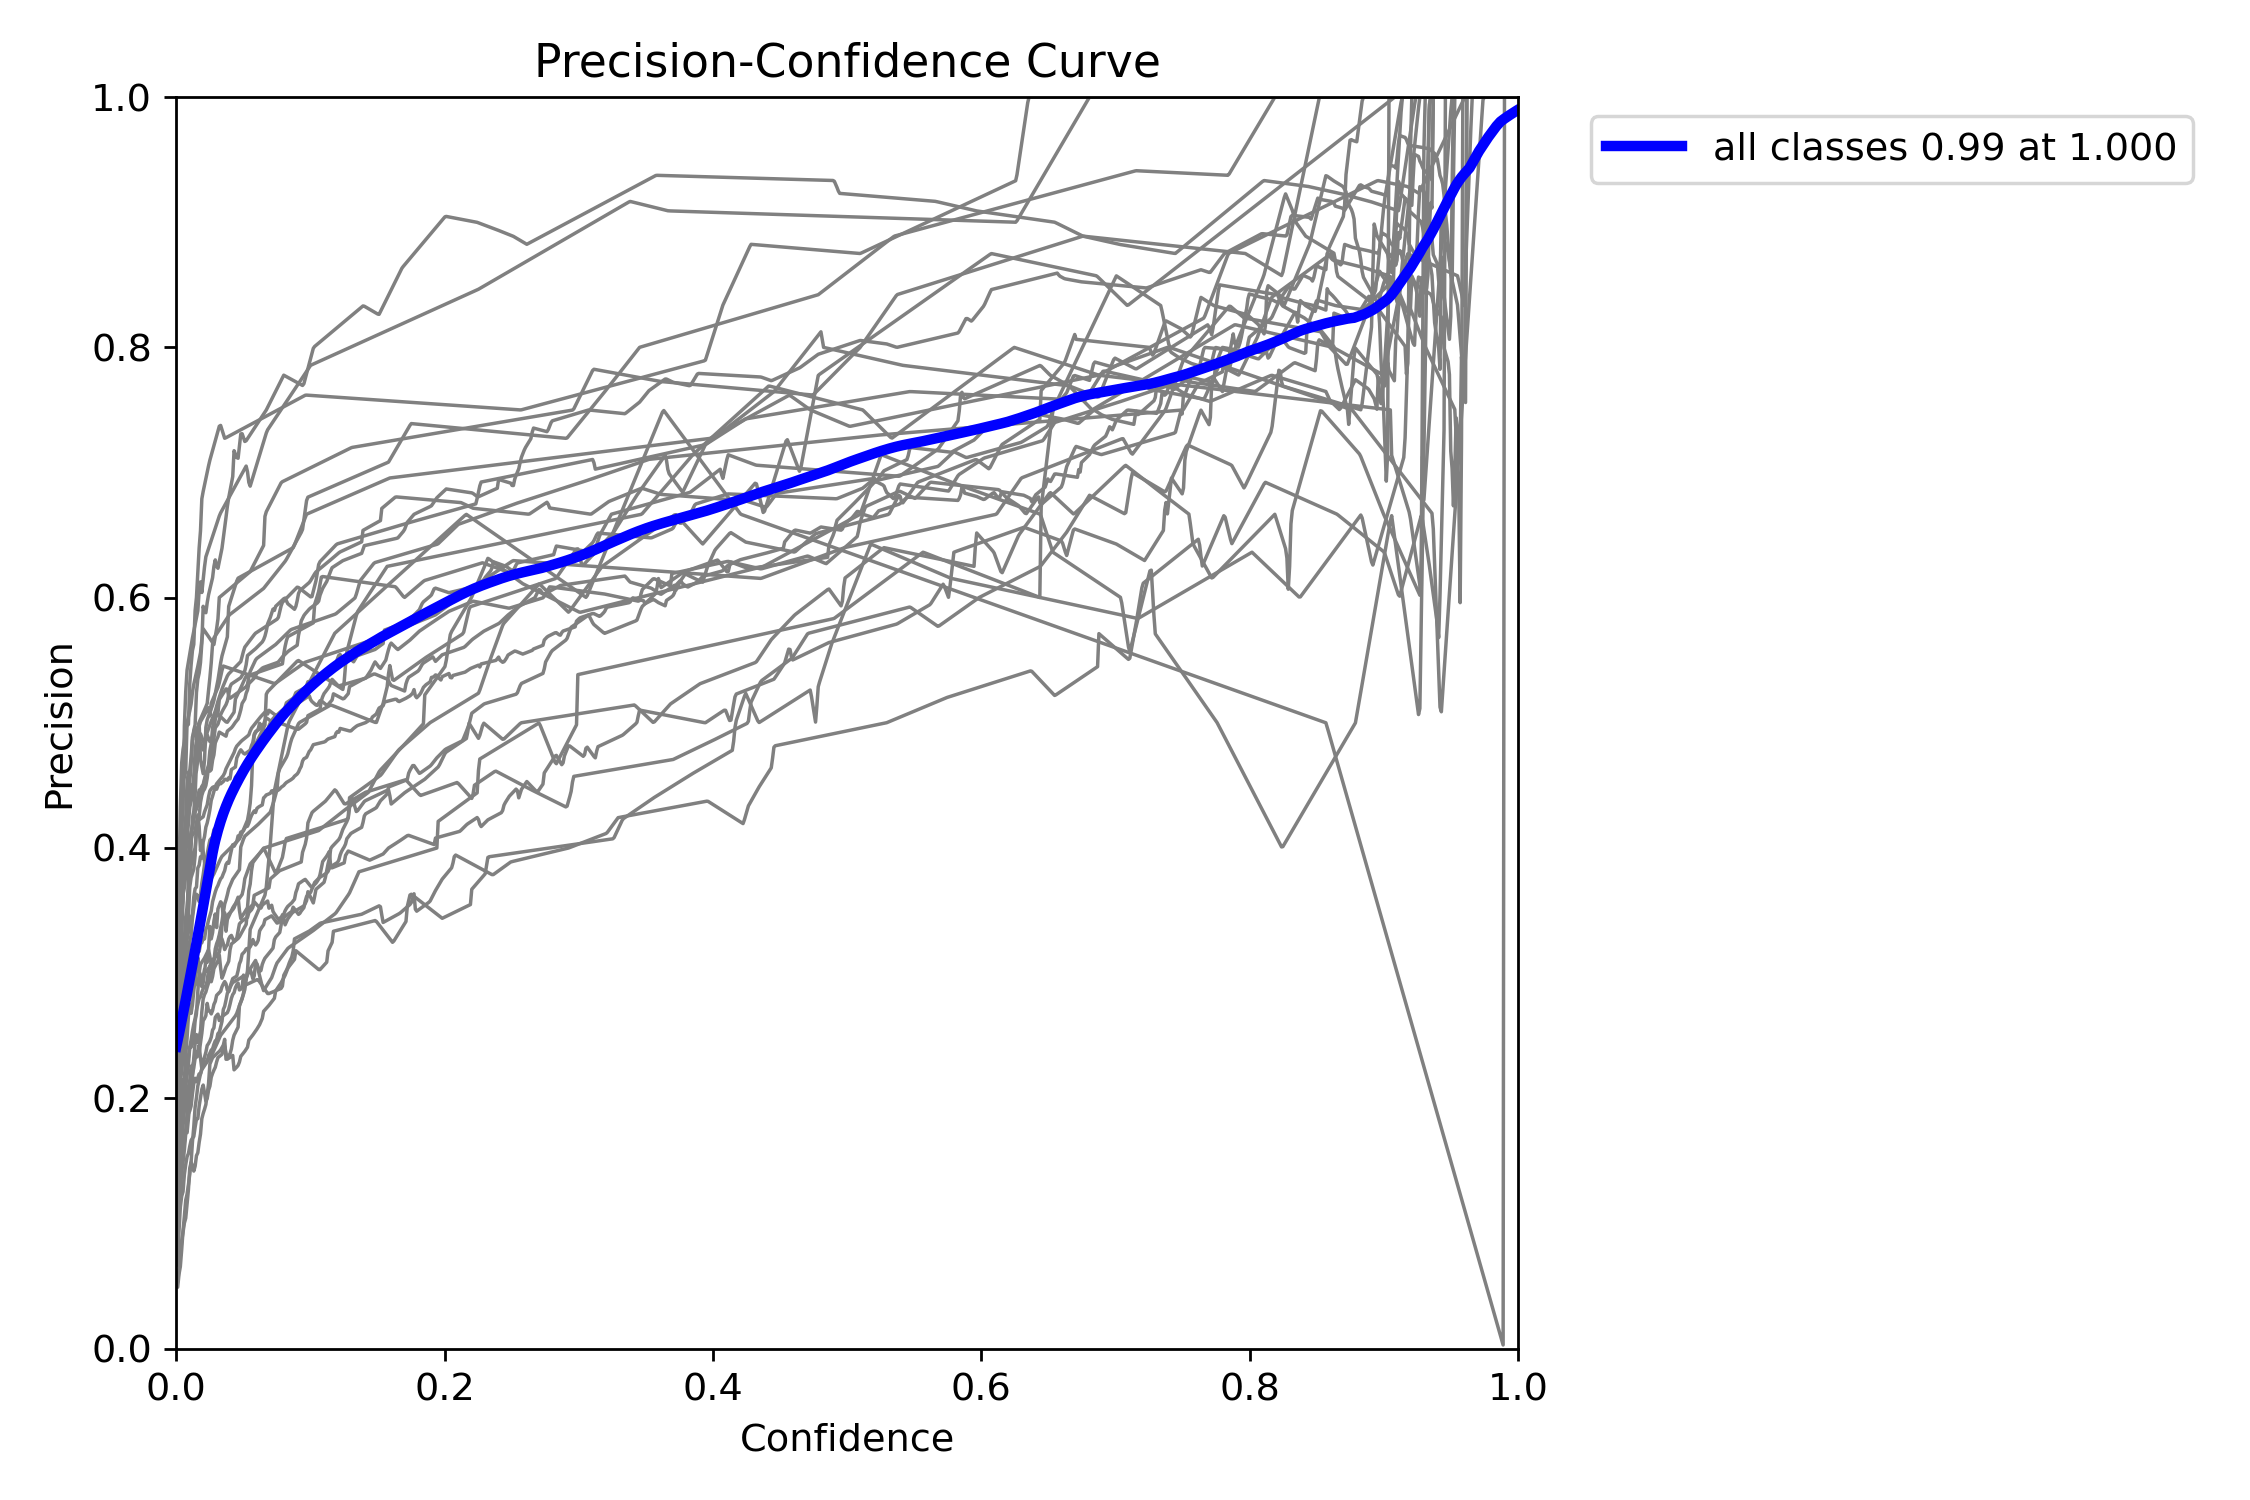 Precision-Confidence Curve
all classes 0.99 at 1.000
Precision
1.0
0.8
0.6
0.4
0.2
0.0
0.0 0.2 0.4 0.6 0.8 1.0
Confidence